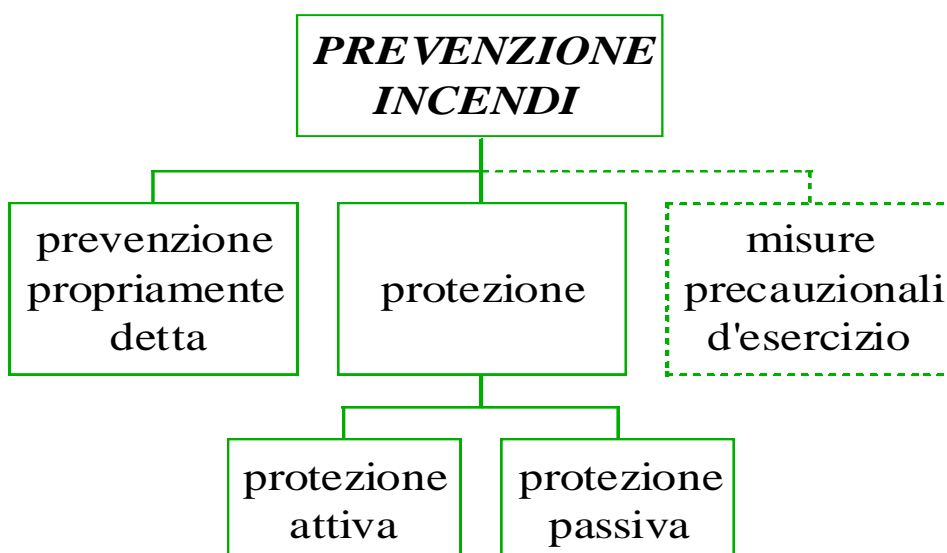 PREVENZIONE
INCENDI
prevenzione
propriamente
detta
protezione
misure
precauzionali
d'esercizio
protezione
attiva
protezione
passiva